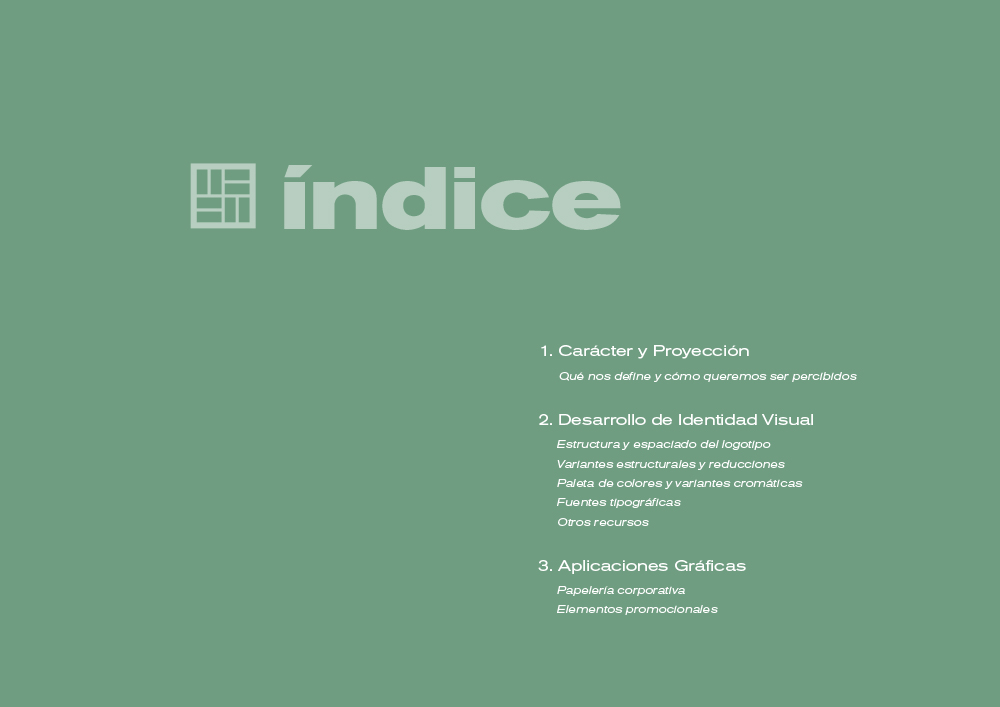 índice
1. Carácter y Proyección
Qué nos define y cómo queremos ser percibidos
2. Desarrollo de Identidad Visual
Estructura y espaciado del logotipo
Variantes estructurales y reducciones
Paleta de colores y variantes cromáticas
Fuentes tipográficas
Otros recursos
3. Aplicaciones Gráficas
Papelería corporativa
Elementos promocionales